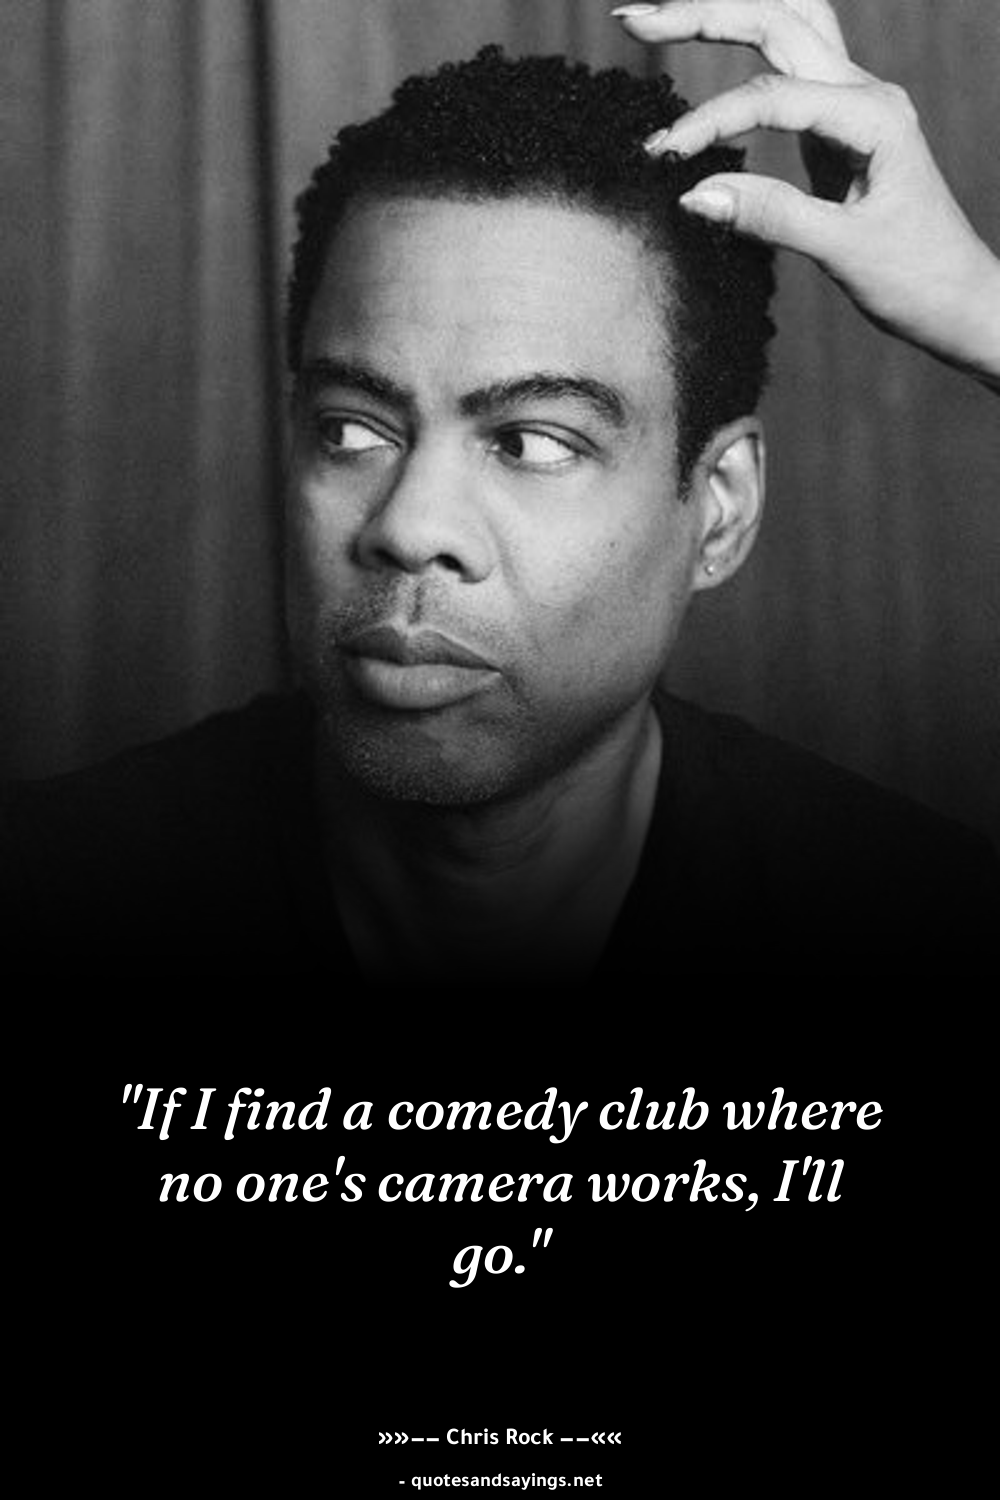 "If I find a comedy club where
no one's camera works, I'll
go."
»»—— Chris Rock ——««
- quotesandsayings.net